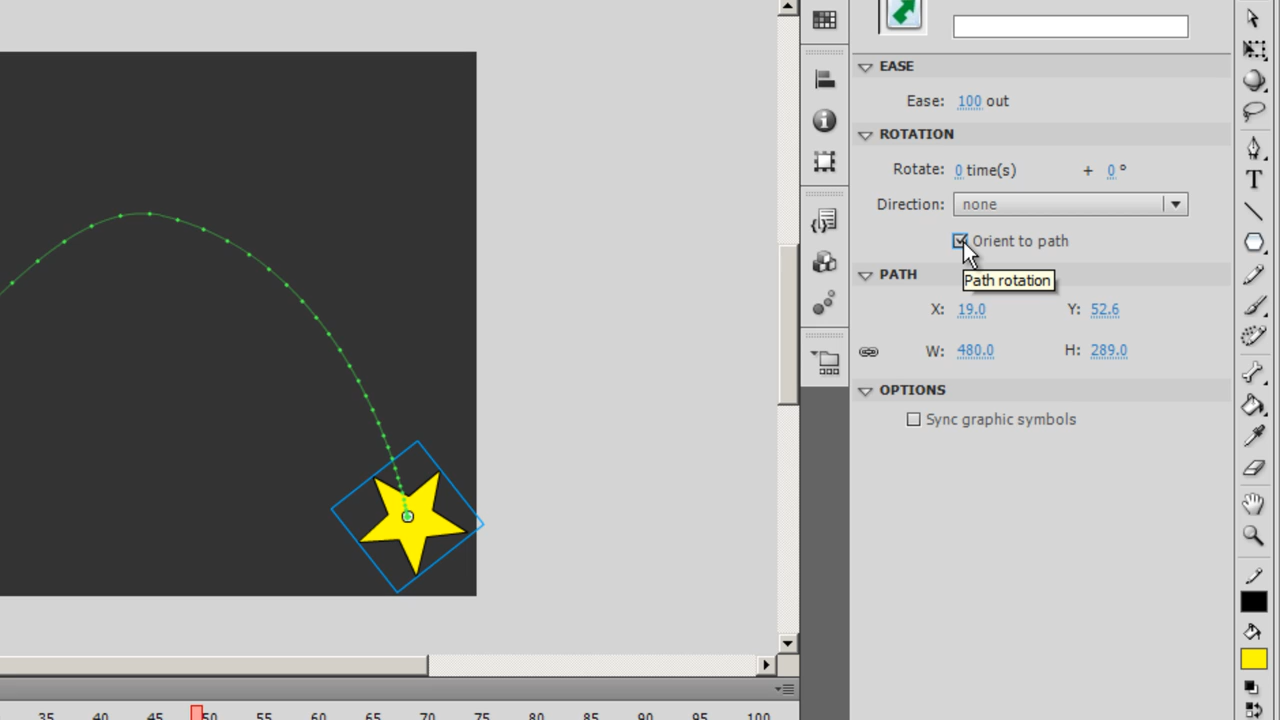 EASE
Ease: 100 out
ROTATION
Rotate: 0 time(s) + 0 °
Direction: none
Orient to path
Path rotation
PATH
X: 19.0 Y: 52.6
W: 480.0 H: 289.0
OPTIONS
Sync graphic symbols
35 40 45 50 55 60 65 70 75 80 85 90 95 100